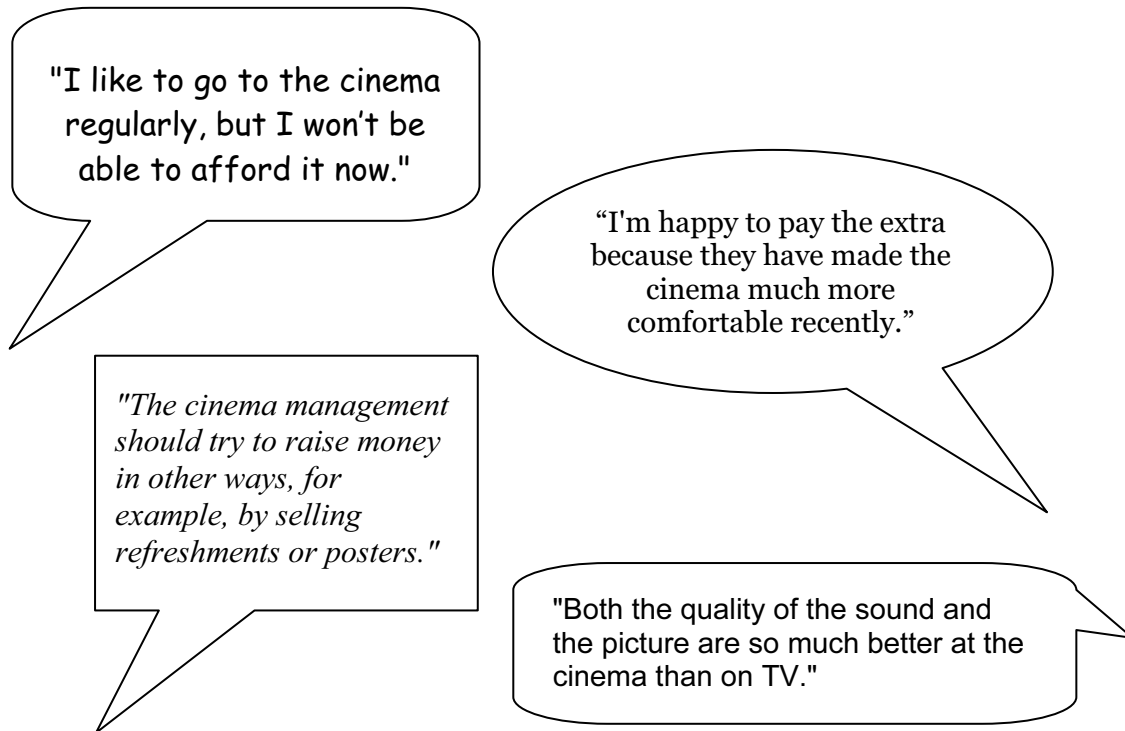 "I like to go to the cinema
regularly, but I won't be
able to afford it now."
“I'm happy to pay the extra
because they have made the
cinema much more
comfortable recently.”
"The cinema management
should try to raise money
in other ways, for
example, by selling
refreshments or posters."
"Both the quality of the sound and
the picture are so much better at the
cinema than on TV."